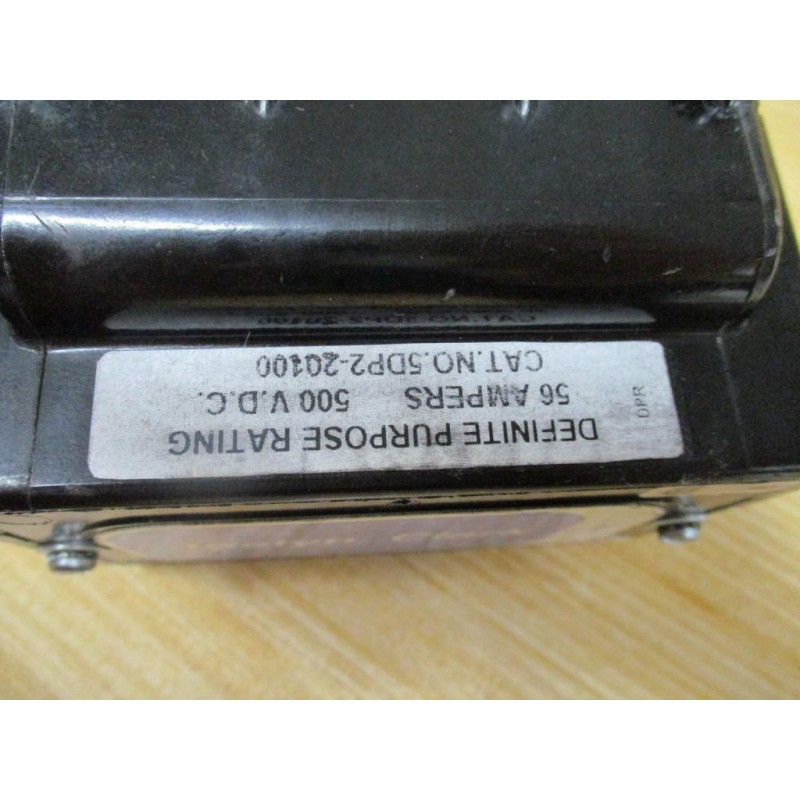 DEFINITE PURPOSE RATING
56 AMPERS 500 V.D.C.
CAT.NO.5DP2-20100
DPR